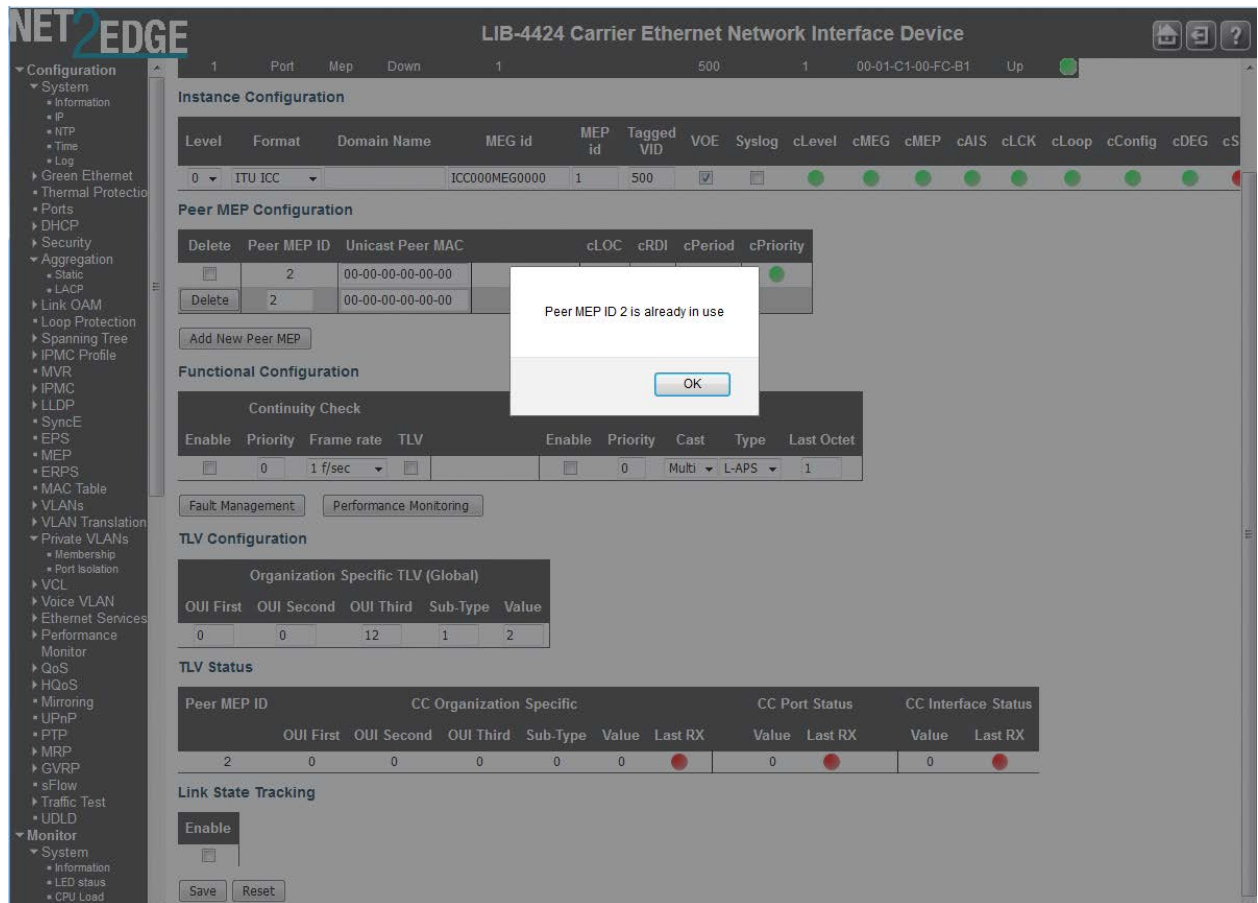 NET2EDGE
LIB-4424 Carrier Ethernet Network Interface Device
?
Configuration
System
Information
IP
NTP
Time
Log
Green Ethernet
Thermal Protectio
Ports
DHCP
Security
Aggregation
Static
LACP
Link OAM
Loop Protection
Spanning Tree
IPMC Profile
MVR
IPMC
LLDP
SyncE
EPS
MEP
ERPS
MAC Table
VLANs
VLAN Translation
Private VLANs
Membership
Port Isolation
VCL
Voice VLAN
Ethernet Services
Performance
Monitor
QoS
HQoS
Mirroring
UPnP
PTP
MRP
GVRP
sFlow
Traffic Test
UDLD
Monitor
System
Information
LED staus
CPU Load
1 Port Mep Down 1 500 1 00-01-C1-00-FC-B1 Up
Instance Configuration
Level Format Domain Name MEG id MEP id Tagged VID VOE Syslog cLevel cMEG cMEP cAIS cLCK cLoop cConfig cDEG cS
0 ITU ICC ICC000MEG0000 1 500
Peer MEP Configuration
Delete Peer MEP ID Unicast Peer MAC cLOC cRDI cPeriod cPriority
2 00-00-00-00-00-00
Delete 2 00-00-00-00-00-00
Peer MEP ID 2 is already in use
OK
Add New Peer MEP
Functional Configuration
Continuity Check
Enable Priority Frame rate TLV Enable Priority Cast Type Last Octet
0 1 f/sec 0 Multi L-APS 1
Fault Management Performance Monitoring
TLV Configuration
Organization Specific TLV (Global)
OUI First OUI Second OUI Third Sub-Type Value
0 0 12 1 2
TLV Status
Peer MEP ID CC Organization Specific CC Port Status CC Interface Status
OUI First OUI Second OUI Third Sub-Type Value Last RX Value Last RX Value Last RX
2 0 0 0 0 0 0 0
Link State Tracking
Enable
Save Reset